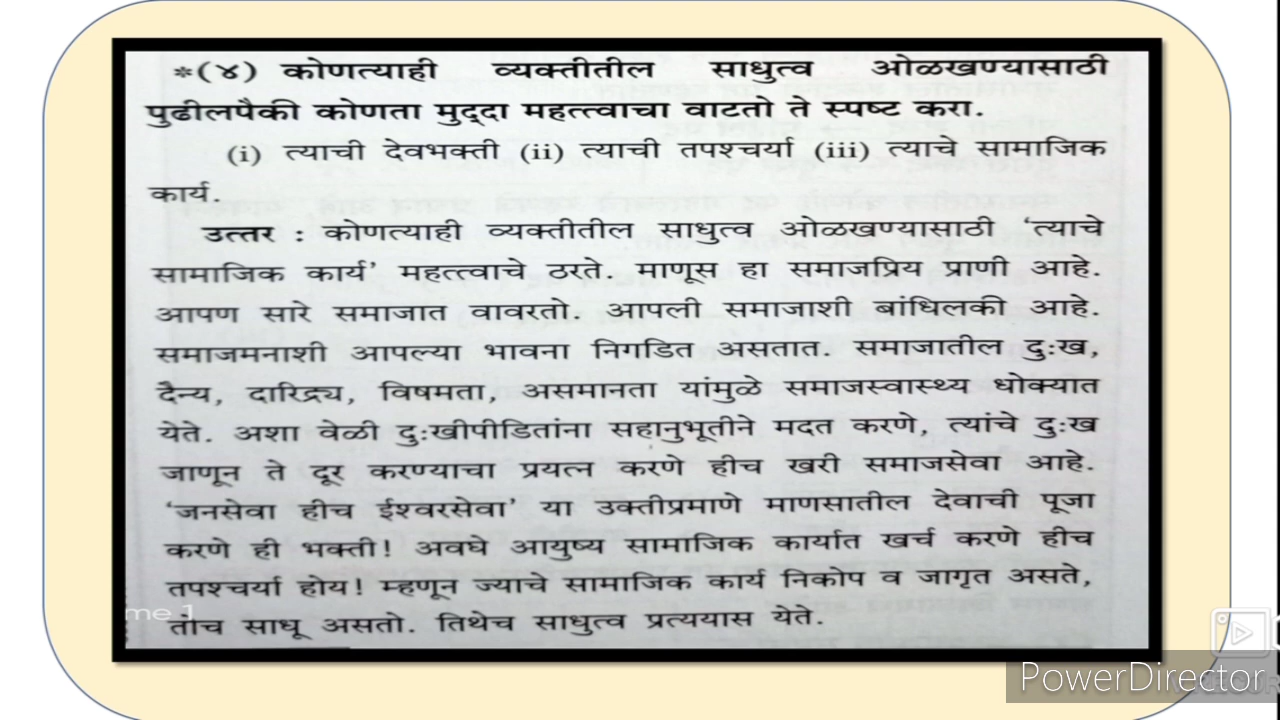 *(४) कोणत्याही व्यक्तीतील साधुत्व ओळखण्यासाठी
पुढीलपैकी कोणता मुद्दा महत्त्वाचा वाटतो ते स्पष्ट करा.
(i) त्याची देवभक्ती (ii) त्याची तपश्चर्या (iii) त्याचे सामाजिक
कार्य.
उत्तर : कोणत्याही व्यक्तीतील साधुत्व ओळखण्यासाठी 'त्याचे
सामाजिक कार्य' महत्त्वाचे ठरते. माणूस हा समाजप्रिय प्राणी आहे.
आपण सारे समाजात वावरतो. आपली समाजाशी बांधिलकी आहे.
समाजमनाशी आपल्या भावना निगडित असतात. समाजातील दुःख,
दैन्य, दारिद्र्य, विषमता, असमानता यांमुळे समाजस्वास्थ्य धोक्यात
येते. अशा वेळी दुःखीपीडितांना सहानुभूतीने मदत करणे, त्यांचे दुःख
जाणून ते दूर करण्याचा प्रयत्न करणे हीच खरी समाजसेवा आहे.
'जनसेवा हीच ईश्वरसेवा' या उक्तीप्रमाणे माणसातील देवाची पूजा
करणे ही भक्ती! अवघे आयुष्य सामाजिक कार्यात खर्च करणे हीच
तपश्चर्या होय! म्हणून ज्याचे सामाजिक कार्य निकोप व जागृत असते,
तोच साधू असतो. तिथेच साधुत्व प्रत्ययास येते.
me 1
PowerDirector